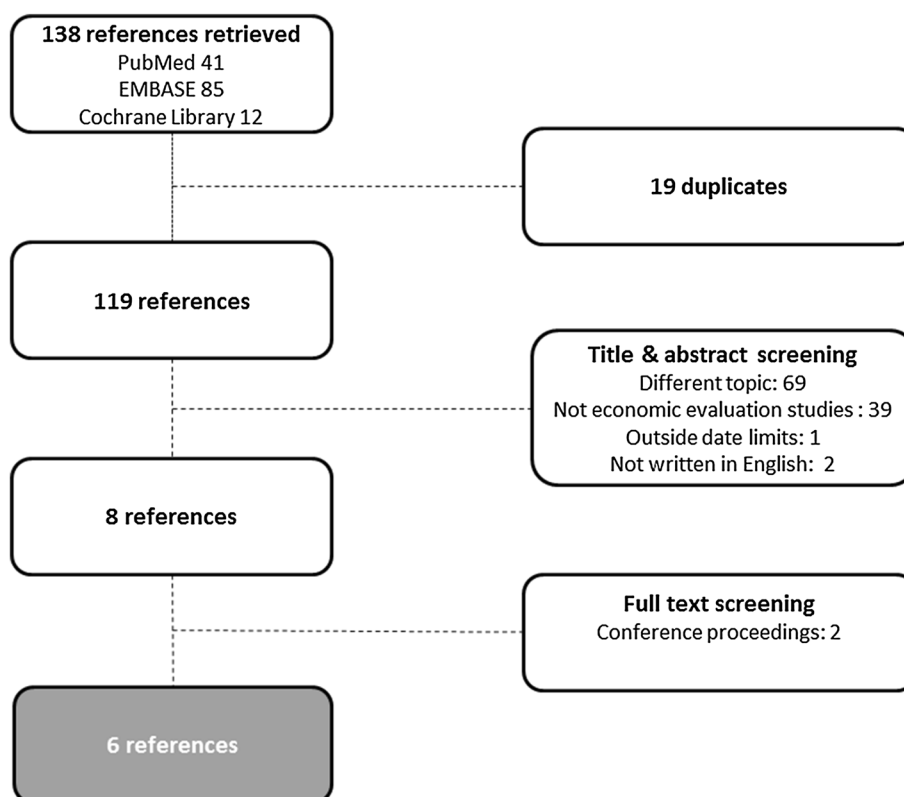 138 references retrieved
PubMed 41
EMBASE 85
Cochrane Library 12
19 duplicates
119 references
Title & abstract screening
Different topic: 69
Not economic evaluation studies : 39
Outside date limits: 1
Not written in English: 2
8 references
Full text screening
Conference proceedings: 2
6 references